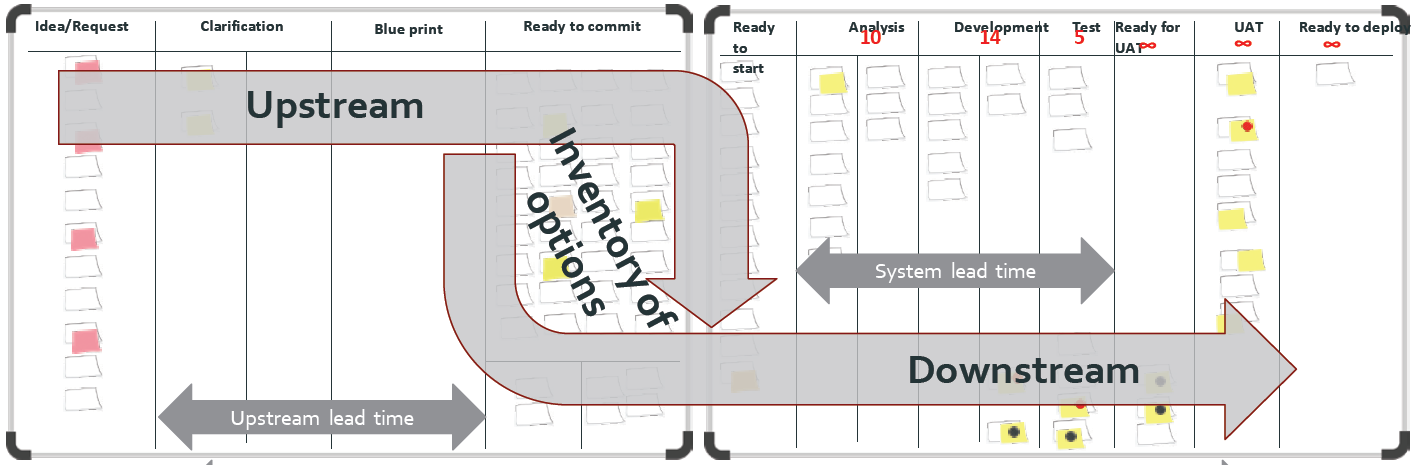 Idea/Request
Clarification
Blue print
Ready to commit
Ready
to
start
Analysis
10
Development
14
Test
5
Ready for
UAT
∞
UAT
∞
Ready to deploy
∞
Upstream
Inventory of
options
System lead time
Downstream
Upstream lead time